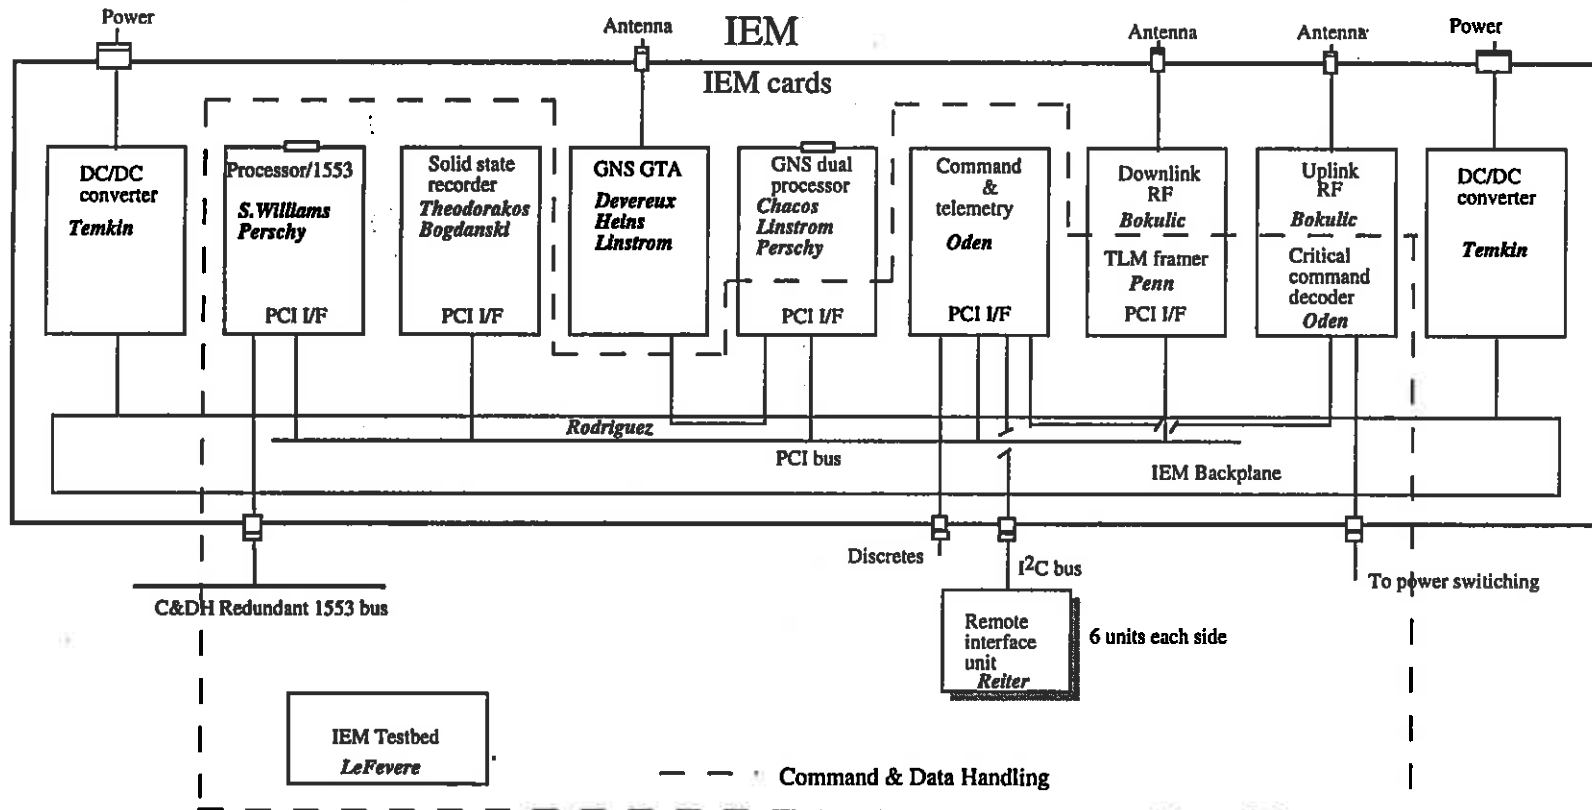 Power
Antenna
IEM
Antenna
Antenna
Power
IEM cards
DC/DC
converter
Temkin
Processor/1553
S.Williams
Perschy
PCI I/F
Solid state
recorder
Theodorakos
Bogdanski
PCI I/F
GNS GTA
Devereux
Heins
Linstrom
GNS dual
processor
Chacos
Linstrom
Perschy
PCI I/F
Command
&
telemetry
Oden
PCI I/F
Downlink
RF
Bokulic
TLM framer
Penn
PCI I/F
Uplink
RF
Bokulic
Critical
command
decoder
Oden
DC/DC
converter
Temkin
Rodriguez
PCI bus
IEM Backplane
Discretes
I2C bus
To power switiching
C&DH Redundant 1553 bus
Remote
interface
unit
Reiter
6 units each side
IEM Testbed
LeFevere
Command & Data Handling